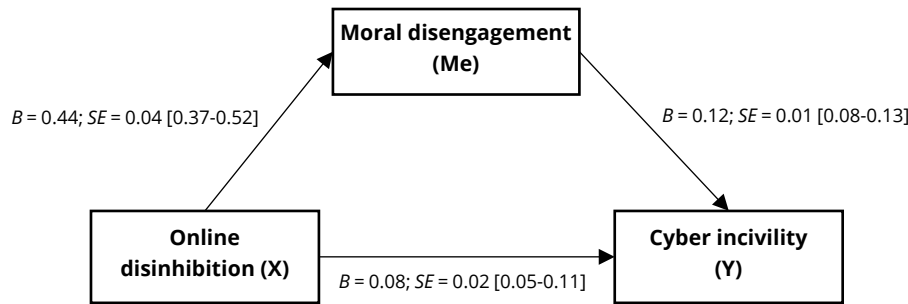 Moral disengagement
(Me)
B = 0.44; SE = 0.04 [0.37-0.52]
B = 0.12; SE = 0.01 [0.08-0.13]
Online
disinhibition (X)
Cyber incivility
(Y)
B = 0.08; SE = 0.02 [0.05-0.11]